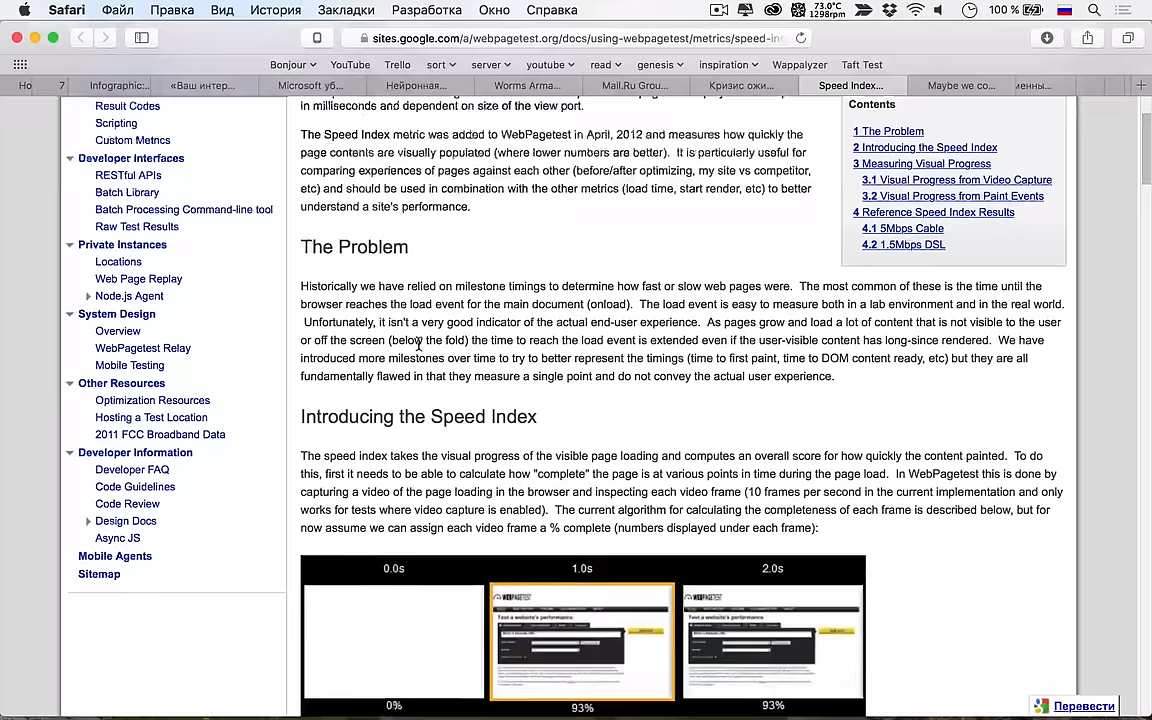 Safari Файл Правка Вид История Закладки Разработка Окно Справка 73.0°C 1298rpm 100 %
sites.google.com/a/webpagetest.org/docs/using-webpagetest/metrics/speed-in
Bonjour YouTube Trello sort server youtube read genesis inspiration Wappalyzer Taft Test
Но 7 Infographic:... «Ваш интер... Microsoft уб... Нейронная... Worms Arma... Mail.Ru Grou... Кризис ожи... Speed Index... Maybe we co...
Result Codes
Scripting
Custom Metrics
Developer Interfaces
RESTful APIs
Batch Library
Batch Processing Command-line tool
Raw Test Results
Private Instances
Locations
Web Page Replay
Node.js Agent
System Design
Overview
WebPagetest Relay
Mobile Testing
Other Resources
Optimization Resources
Hosting a Test Location
2011 FCC Broadband Data
Developer Information
Developer FAQ
Code Guidelines
Code Review
Design Docs
Async JS
Mobile Agents
Sitemap
in milliseconds and dependent on size of the view port.
The Speed Index metric was added to WebPagetest in April, 2012 and measures how quickly the
page contents are visually populated (where lower numbers are better). It is particularly useful for
comparing experiences of pages against each other (before/after optimizing, my site vs competitor,
etc) and should be used in combination with the other metrics (load time, start render, etc) to better
understand a site's performance.
Contents
1 The Problem
2 Introducing the Speed Index
3 Measuring Visual Progress
3.1 Visual Progress from Video Capture
3.2 Visual Progress from Paint Events
4 Reference Speed Index Results
4.1 5Mbps Cable
4.2 1.5Mbps DSL
The Problem
Historically we have relied on milestone timings to determine how fast or slow web pages were. The most common of these is the time until the
browser reaches the load event for the main document (onload). The load event is easy to measure both in a lab environment and in the real world.
Unfortunately, it isn't a very good indicator of the actual end-user experience. As pages grow and load a lot of content that is not visible to the user
or off the screen (below the fold) the time to reach the load event is extended even if the user-visible content has long-since rendered. We have
introduced more milestones over time to try to better represent the timings (time to first paint, time to DOM content ready, etc) but they are all
fundamentally flawed in that they measure a single point and do not convey the actual user experience.
Introducing the Speed Index
The speed index takes the visual progress of the visible page loading and computes an overall score for how quickly the content painted. To do
this, first it needs to be able to calculate how "complete" the page is at various points in time during the page load. In WebPagetest this is done by
capturing a video of the page loading in the browser and inspecting each video frame (10 frames per second in the current implementation and only
works for tests where video capture is enabled). The current algorithm for calculating the completeness of each frame is described below, but for
now assume we can assign each video frame a % complete (numbers displayed under each frame):
0.0s 1.0s 2.0s
WEBPAGETEST WEBPAGETEST
Test a website's performance Test a website's performance
0% 93% 93%
Перевести